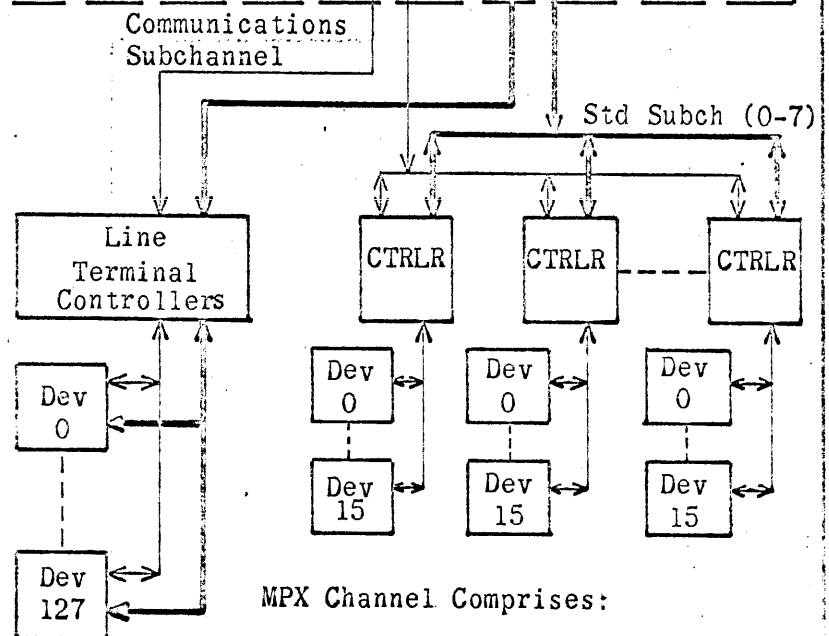 Communications
Subchannel
Std Subch (0-7)
Line
Terminal
Controllers
CTRLR
CTRLR
CTRLR
Dev
0
Dev
127
Dev
0
Dev
15
Dev
0
Dev
15
Dev
0
Dev
15
MPX Channel Comprises: